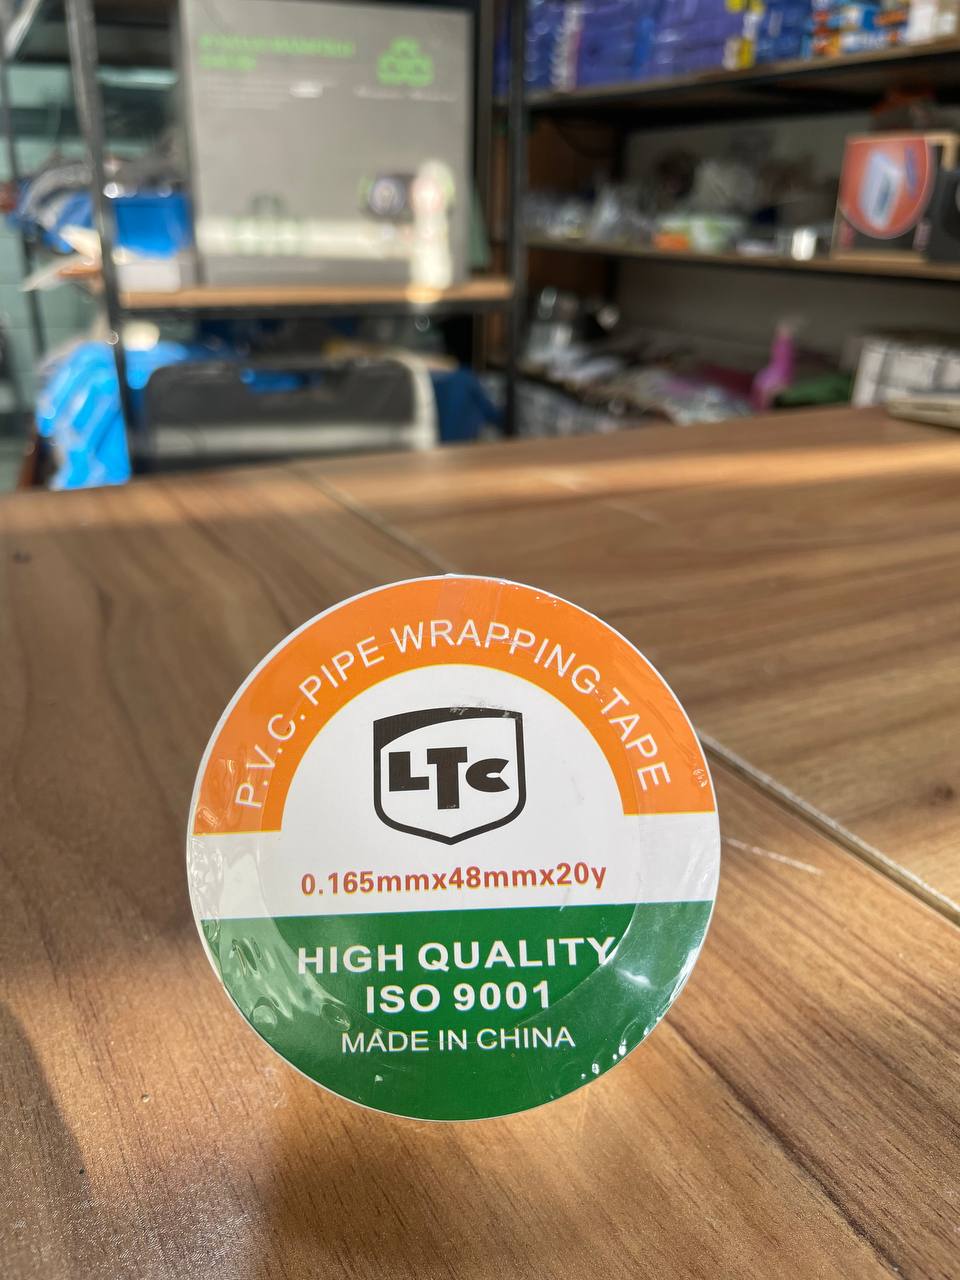 P.V.C. PIPE WRAPPING TAPE
LTC
0.165mmx48mmx20y
HIGH QUALITY
ISO 9001
MADE IN CHINA